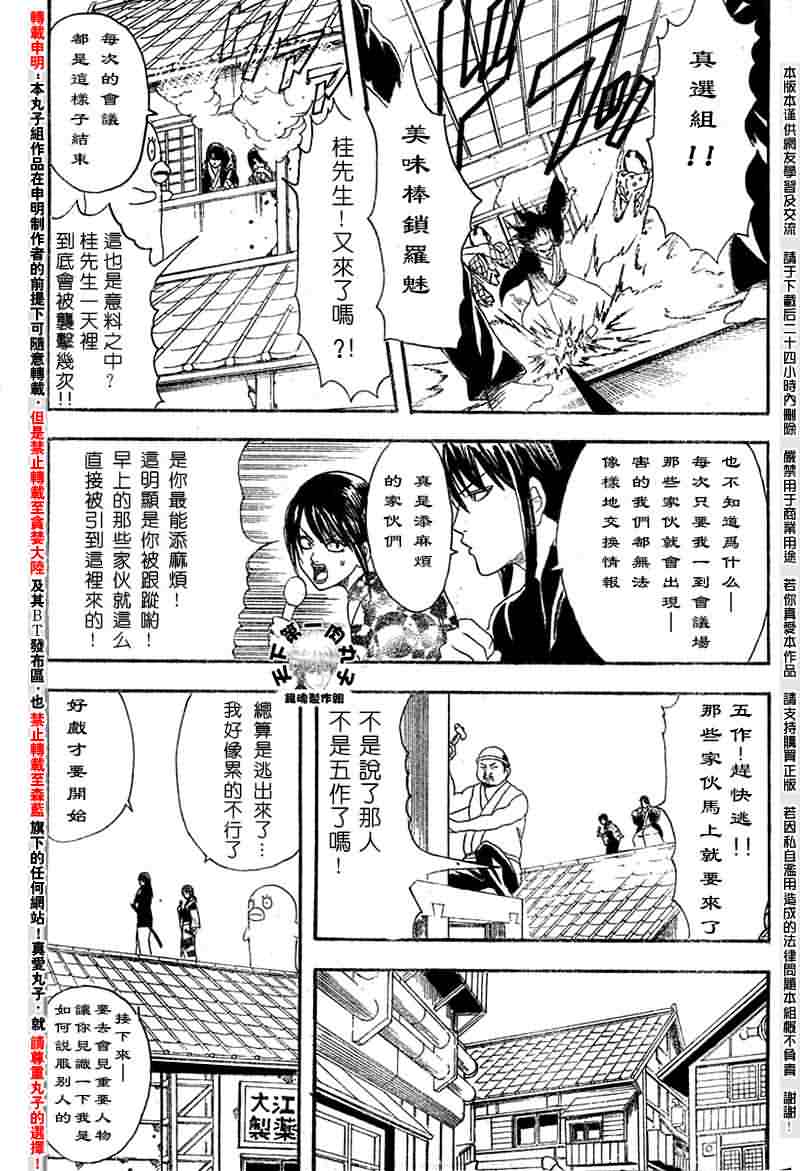 真選組!!
美味棒鎖羅魅
桂先生!又來了嗎?!
每次的會議
都是這樣子結束
這也是意料之中?
桂先生一天裡
到底會被襲擊幾次!!
也不知道爲什么—
每次只要我一到會議場
那些家伙就會出現—
害的我們都無法
像樣地交換情報
真是添麻煩
的家伙們
是你最能添麻煩!
這明顯是你被跟蹤喲!
早上的那些家伙就這么
直接被引到這裡來的!
五作!趕快逃!!
那些家伙馬上就要來了
不是說了那人
不是五作了嗎!
總算是逃出來了…
我好像累的不行了
好戲才要開始
接下來—
要去會見重要人物
讓你見識一下我是
如何說服別人的
大江
製薬
天下第一肉丸子
銀魂製作組
轉載申明:本丸子組作品在申明制作者的前提下可隨意轉載.但是禁止轉載至貪婪大陸及其BT發布區.也禁止轉載至森藍旗下的任何網站!真愛丸子.就請尊重丸子的選擇!
本版本僅供網友學習及交流 請于下載后二十四小時內刪除 嚴禁用于商業用途 若你真愛本作品 請支持購買正版 若因私自濫用造成的法律問題本組概不負責 謝謝!